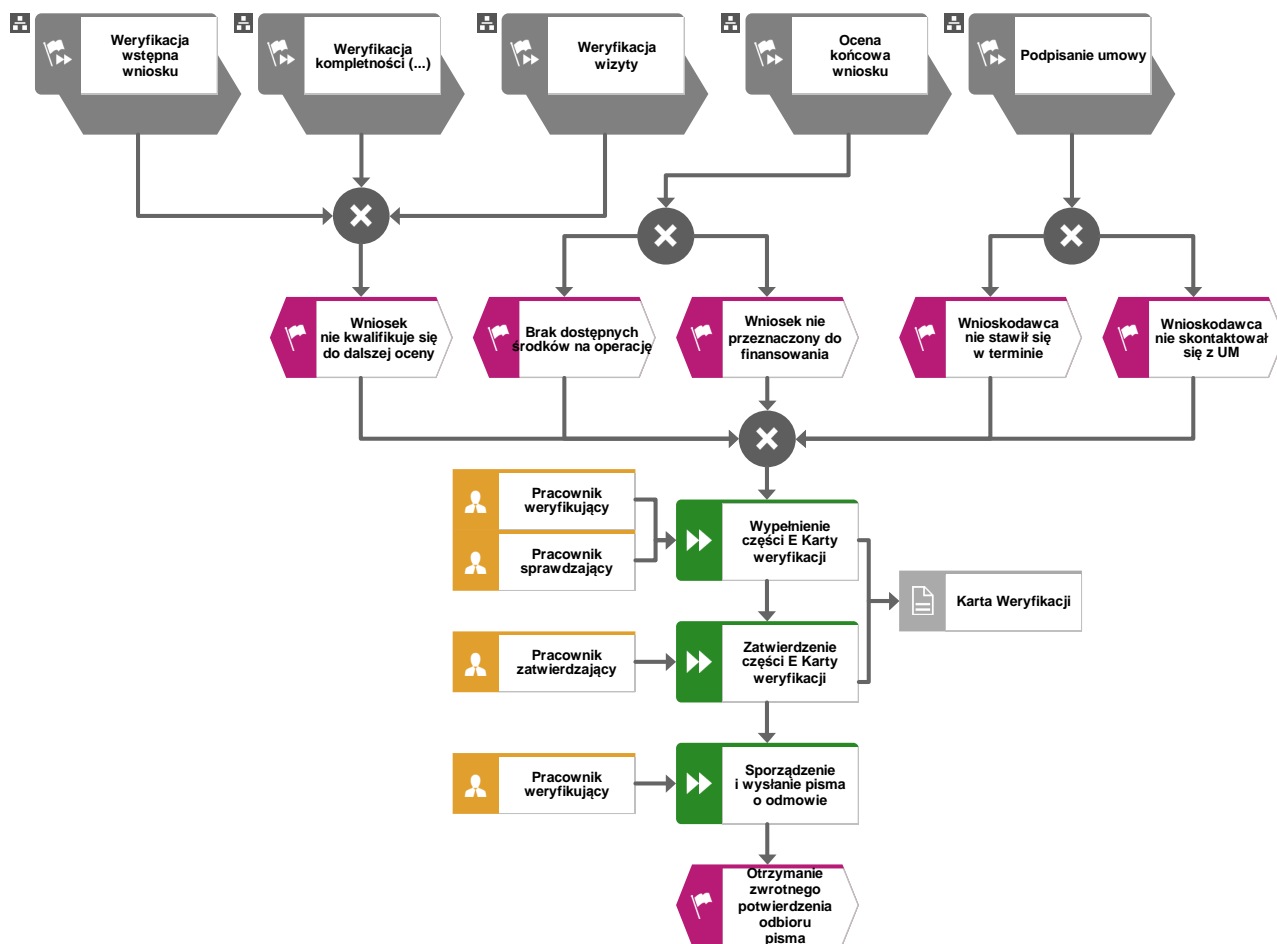 Weryfikacja
wstępna
wniosku
Weryfikacja
kompletności (...)
Weryfikacja
wizyty
Ocena
końcowa
wniosku
Podpisanie umowy
Wniosek
nie kwalifikuje się
do dalszej oceny
Brak dostępnych
środków na operację
Wniosek nie
przeznaczony do
finansowania
Wnioskodawca
nie stawił się
w terminie
Wnioskodawca
nie skontaktował
się z UM
Pracownik
weryfikujący
Pracownik
sprawdzający
Wypełnienie
części E Karty
weryfikacji
Karta Weryfikacji
Pracownik
zatwierdzający
Zatwierdzenie
części E Karty
weryfikacji
Pracownik
weryfikujący
Sporządzenie
i wysłanie pisma
o odmowie
Otrzymanie
zwrotnego
potwierdzenia
odbioru
pisma